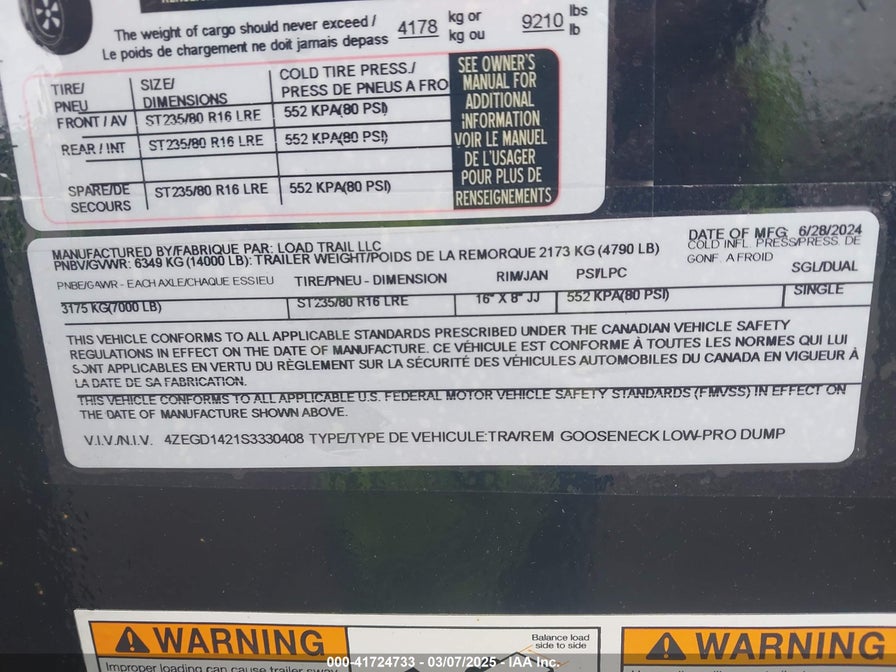 The weight of cargo should never exceed / 4178 kg or 9210 lbs
Le poids de chargement ne doit jamais depass kg ou lb
TIRE/ PNEU SIZE/ DIMENSIONS COLD TIRE PRESS./ PRESS DE PNEUS A FRO
FRONT / AV ST235/80 R16 LRE 552 KPA(80 PSI)
REAR / INT ST235/80 R16 LRE 552 KPA(80 PSI)
SPARE/DE SECOURS ST235/80 R16 LRE 552 KPA(80 PSI)
SEE OWNER'S
MANUAL FOR
ADDITIONAL
INFORMATION
VOIR LE MANUEL
DE L'USAGER
POUR PLUS DE
RENSEIGNEMENTS
MANUFACTURED BY/FABRIQUE PAR: LOAD TRAIL LLC DATE OF MFG 6/28/2024
PNBV/GVWR: 6349 KG (14000 LB): TRAILER WEIGHT/POIDS DE LA REMORQUE 2173 KG (4790 LB) COLD INFL. PRESS/PRESS. DE
GONF. A FROID
PNBE/GAWR - EACH AXLE/CHAQUE ESSIEU TIRE/PNEU - DIMENSION RIM/JAN PSI/LPC SGL/DUAL
3175 KG(7000 LB) ST235/80 R16 LRE 16" X 8" JJ 552 KPA(80 PSI) SINGLE
THIS VEHICLE CONFORMS TO ALL APPLICABLE STANDARDS PRESCRIBED UNDER THE CANADIAN VEHICLE SAFETY
REGULATIONS IN EFFECT ON THE DATE OF MANUFACTURE. CE VÉHICULE EST CONFORME À TOUTES LES NORMES QUI LUI
SONT APPLICABLES EN VERTU DU RÈGLEMENT SUR LA SÉCURITÉ DES VÉHICULES AUTOMOBILES DU CANADA EN VIGUEUR À
LA DATE DE SA FABRICATION.
THIS VEHICLE CONFORMS TO ALL APPLICABLE U.S. FEDERAL MOTOR VEHICLE SAFETY STANDARDS (FMVSS) IN EFFECT ON
THE DATE OF MANUFACTURE SHOWN ABOVE.
V.I.V./N.I.V. 4ZEGD1421S3330408 TYPE/TYPE DE VEHICULE:TRA/REM GOOSENECK LOW-PRO DUMP
WARNING
Improper loading can cause trailer sway
Balance load
side to side
WARNING
000-41724733 - 03/07/2025 - IAA Inc.